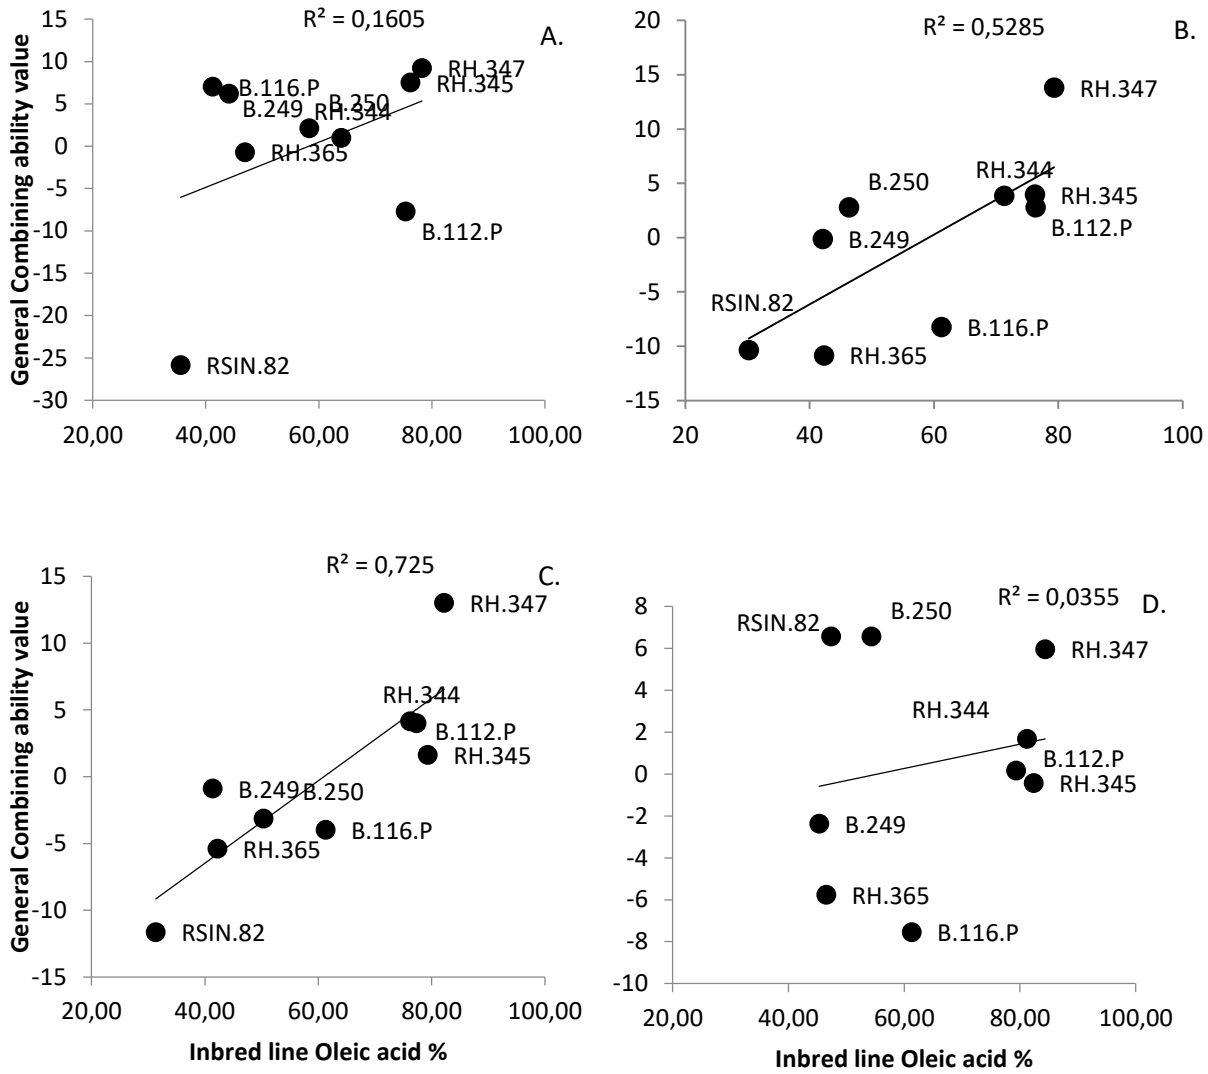 R² = 0,1605
A.
General Combining ability value
15
10
5
0
-5
-10
-15
-20
-25
-30
20,00 40,00 60,00 80,00 100,00
RH.347
RH.345
B.116.P
B.250
B.249
RH.344
RH.365
B.112.P
RSIN.82
R² = 0,5285
B.
20
15
10
5
0
-5
-10
-15
20 40 60 80 100
RH.347
RH.344
B.250
RH.345
B.112.P
B.249
RSIN.82
B.116.P
RH.365
R² = 0,725
C.
General Combining ability value
15
10
5
0
-5
-10
-15
20,00 40,00 60,00 80,00 100,00
Inbred line Oleic acid %
RH.347
RH.344
B.112.P
RH.345
B.249
B.250
B.116.P
RH.365
RSIN.82
R² = 0,0355
D.
8
6
4
2
0
-2
-4
-6
-8
-10
20,00 40,00 60,00 80,00 100,00
Inbred line Oleic acid %
RSIN.82
B.250
RH.347
RH.344
B.112.P
RH.345
B.249
RH.365
B.116.P